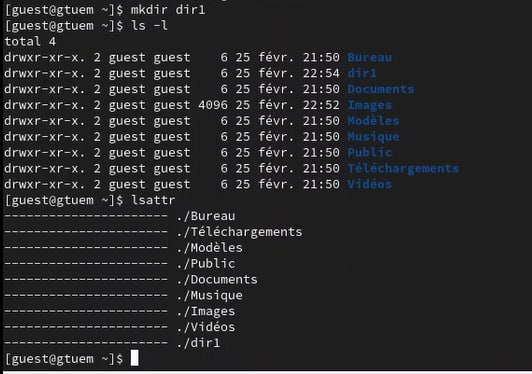 [guest@gtuem ~]$ mkdir dir1
[guest@gtuem ~]$ ls -l
total 4
drwxr-xr-x. 2 guest guest    6 25 févr. 21:50 Bureau
drwxr-xr-x. 2 guest guest    6 25 févr. 22:54 dir1
drwxr-xr-x. 2 guest guest    6 25 févr. 21:50 Documents
drwxr-xr-x. 2 guest guest 4096 25 févr. 22:52 Images
drwxr-xr-x. 2 guest guest    6 25 févr. 21:50 Modèles
drwxr-xr-x. 2 guest guest    6 25 févr. 21:50 Musique
drwxr-xr-x. 2 guest guest    6 25 févr. 21:50 Public
drwxr-xr-x. 2 guest guest    6 25 févr. 21:50 Téléchargements
drwxr-xr-x. 2 guest guest    6 25 févr. 21:50 Vidéos
[guest@gtuem ~]$ lsattr
---------------------- ./Bureau
---------------------- ./Téléchargements
---------------------- ./Modèles
---------------------- ./Public
---------------------- ./Documents
---------------------- ./Musique
---------------------- ./Images
---------------------- ./Vidéos
---------------------- ./dir1
[guest@gtuem ~]$